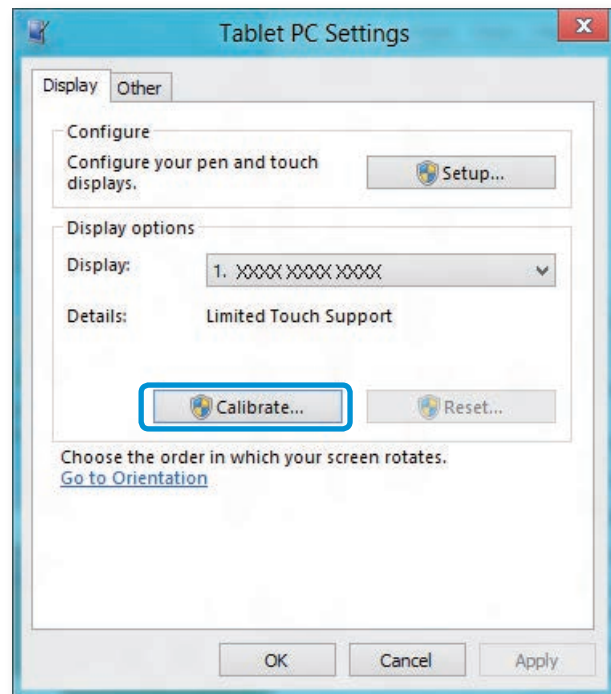 Tablet PC Settings
Display Other
Configure
Configure your pen and touch
displays.
Setup...
Display options
Display: 1. XXXX XXXX XXXX
Details: Limited Touch Support
Calibrate... Reset...
Choose the order in which your screen rotates.
Go to Orientation
OK Cancel Apply